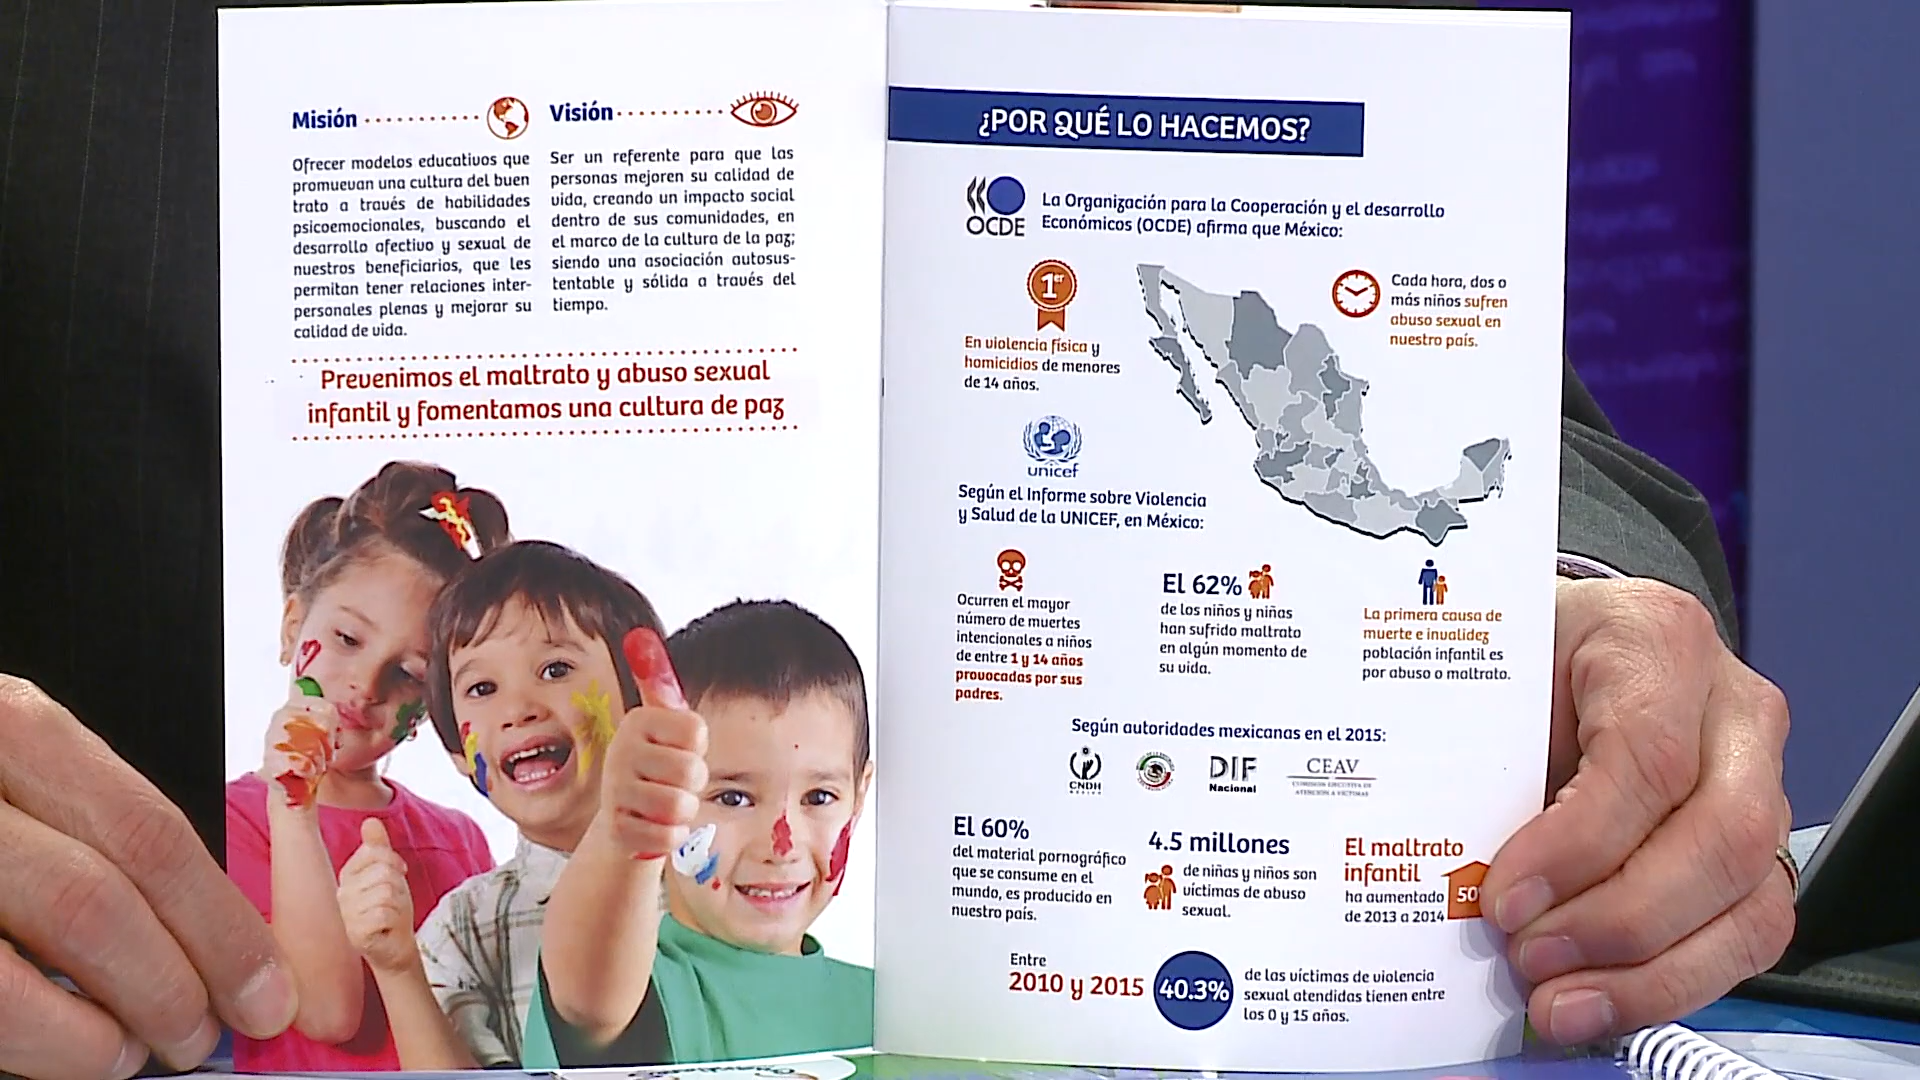 Misión
Ofrecer modelos educativos que
promuevan una cultura del buen
trato a través de habilidades
psicoemocionales, buscando el
desarrollo afectivo y sexual de
nuestros beneficiarios, que les
permitan tener relaciones inter-
personales plenas y mejorar su
calidad de vida.
Visión
Ser un referente para que las
personas mejoren su calidad de
vida, creando un impacto social
dentro de sus comunidades, en
el marco de la cultura de la paz;
siendo una asociación autosus-
tentable y sólida a través del
tiempo.
Prevenimos el maltrato y abuso sexual
infantil y fomentamos una cultura de paz
¿POR QUÉ LO HACEMOS?
OCDE
La Organización para la Cooperación y el desarrollo
Económicos (OCDE) afirma que México:
1er
En violencia física y
homicidios de menores
de 14 años.
Cada hora, dos o
más niños sufren
abuso sexual en
nuestro país.
unicef
Según el Informe sobre Violencia
y Salud de la UNICEF, en México:
Ocurren el mayor
número de muertes
intencionales a niños
de entre 1 y 14 años
provocadas por sus
padres.
El 62%
de los niños y niñas
han sufrido maltrato
en algún momento de
su vida.
La primera causa de
muerte e invalidez
población infantil es
por abuso o maltrato.
Según autoridades mexicanas en el 2015:
CNDH
MÉXICO
DIF
Nacional
CEAV
COMISIÓN EJECUTIVA DE
ATENCIÓN A VÍCTIMAS
El 60%
del material pornográfico
que se consume en el
mundo, es producido en
nuestro país.
4.5 millones
de niñas y niños son
víctimas de abuso
sexual.
El maltrato
infantil
ha aumentado
de 2013 a 2014
50
Entre
2010 y 2015
40.3%
de las víctimas de violencia
sexual atendidas tienen entre
los 0 y 15 años.